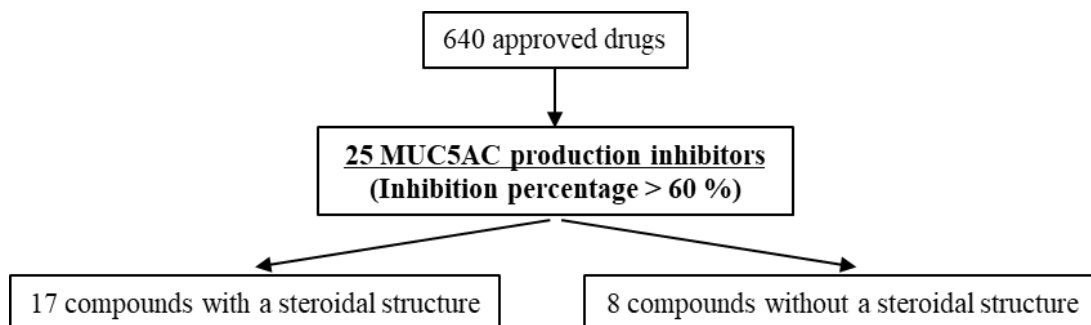 640 approved drugs
25 MUC5AC production inhibitors
(Inhibition percentage > 60 %)
17 compounds with a steroidal structure
8 compounds without a steroidal structure